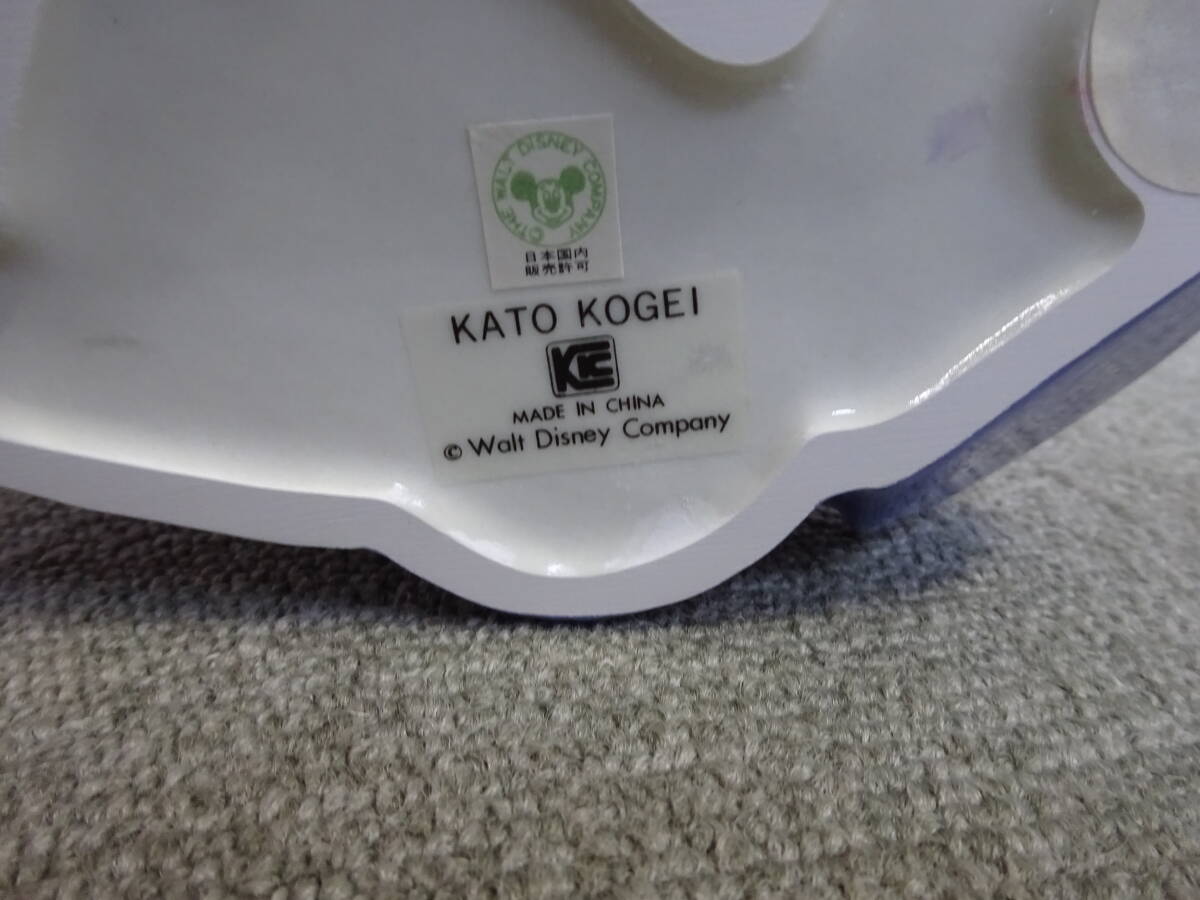 ©THE WALT DISNEY COMPANY
日本国内
販売許可
KATO KOGEI
MADE IN CHINA
© Walt Disney Company